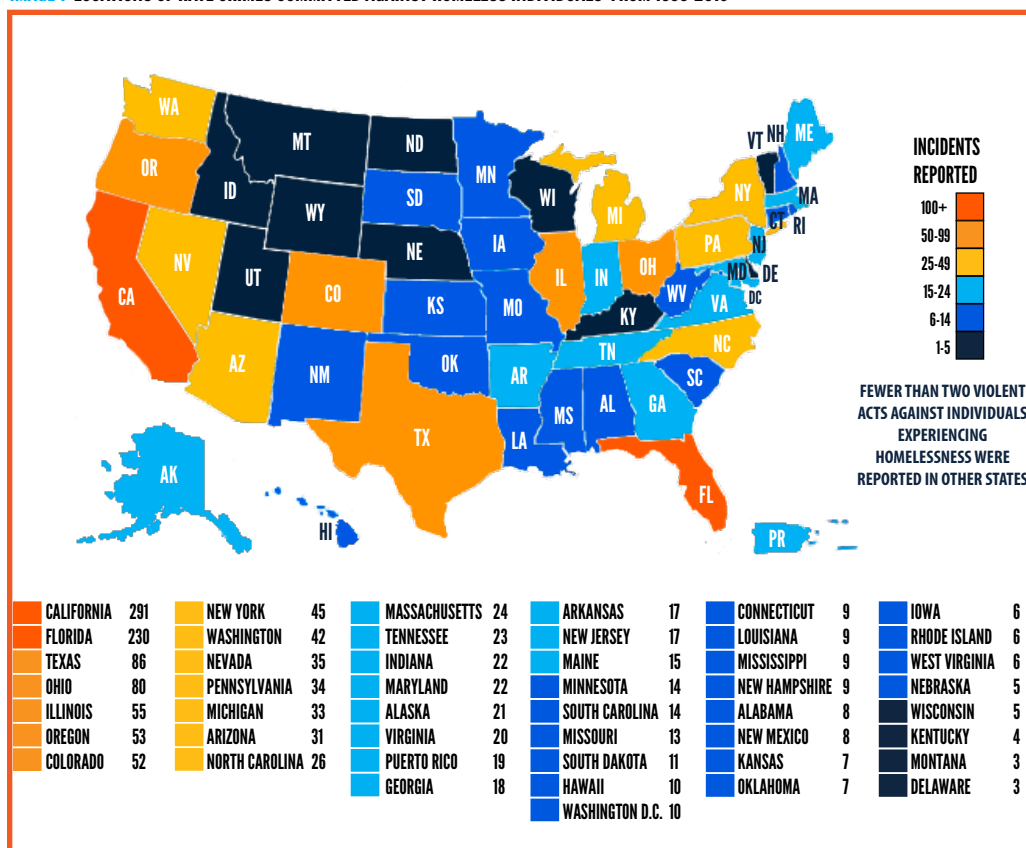 WA
MT
ND
MN
VT
NH
ME
OR
ID
SD
WI
NY
MA
WY
MI
CT
RI
IA
PA
NJ
NV
NE
IL
IN
OH
MD
DE
UT
CO
WV
VA
DC
CA
KS
MO
KY
NC
AZ
NM
OK
AR
TN
SC
TX
LA
MS
AL
GA
FL
AK
HI
PR
INCIDENTS
REPORTED
100+
50-99
25-49
15-24
6-14
1-5
FEWER THAN TWO VIOLENT
ACTS AGAINST INDIVIDUALS
EXPERIENCING
HOMELESSNESS WERE
REPORTED IN OTHER STATES
CALIFORNIA 291
FLORIDA 230
TEXAS 86
OHIO 80
ILLINOIS 55
OREGON 53
COLORADO 52
NEW YORK 45
WASHINGTON 42
NEVADA 35
PENNSYLVANIA 34
MICHIGAN 33
ARIZONA 31
NORTH CAROLINA 26
MASSACHUSETTS 24
TENNESSEE 23
INDIANA 22
MARYLAND 22
ALASKA 21
VIRGINIA 20
PUERTO RICO 19
GEORGIA 18
ARKANSAS 17
NEW JERSEY 17
MAINE 15
MINNESOTA 14
SOUTH CAROLINA 14
MISSOURI 13
SOUTH DAKOTA 11
HAWAII 10
WASHINGTON D.C. 10
CONNECTICUT 9
LOUISIANA 9
MISSISSIPPI 9
NEW HAMPSHIRE 9
ALABAMA 8
NEW MEXICO 8
KANSAS 7
OKLAHOMA 7
IOWA 6
RHODE ISLAND 6
WEST VIRGINIA 6
NEBRASKA 5
WISCONSIN 5
KENTUCKY 4
MONTANA 3
DELAWARE 3